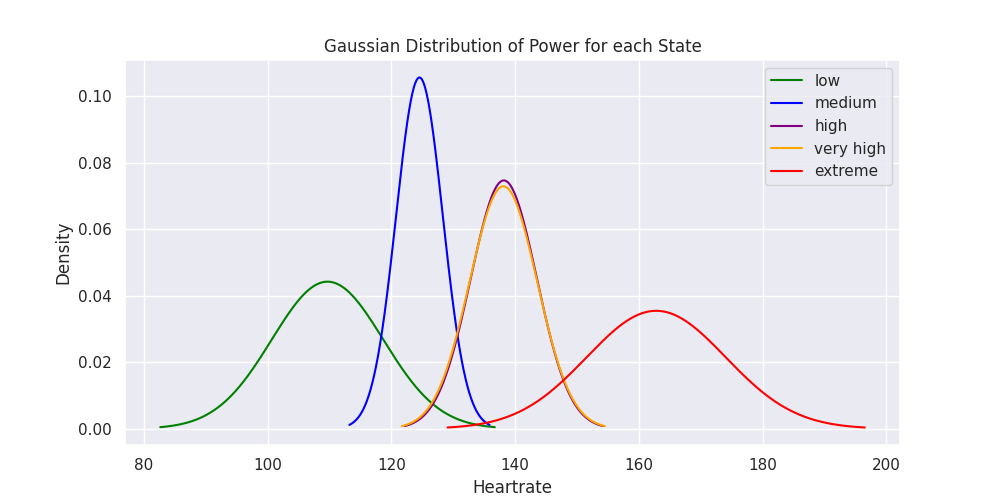 Gaussian Distribution of Power for each State
low
medium
high
very high
extreme
0.10
0.08
0.06
0.04
0.02
0.00
Density
80
100
120
140
160
180
200
Heartrate